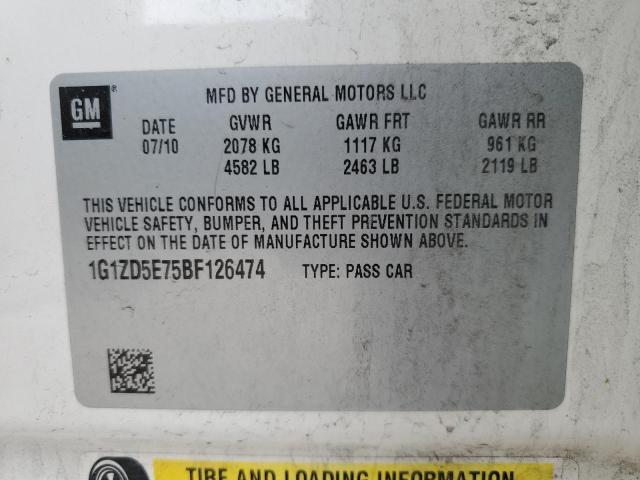 GM
MFD BY GENERAL MOTORS LLC
DATE GVWR GAWR FRT GAWR RR
07/10 2078 KG 1117 KG 961 KG
4582 LB 2463 LB 2119 LB
THIS VEHICLE CONFORMS TO ALL APPLICABLE U.S. FEDERAL MOTOR
VEHICLE SAFETY, BUMPER, AND THEFT PREVENTION STANDARDS IN
EFFECT ON THE DATE OF MANUFACTURE SHOWN ABOVE.
1G1ZD5E75BF126474 TYPE: PASS CAR
TIRE AND LOADING INFORMATION